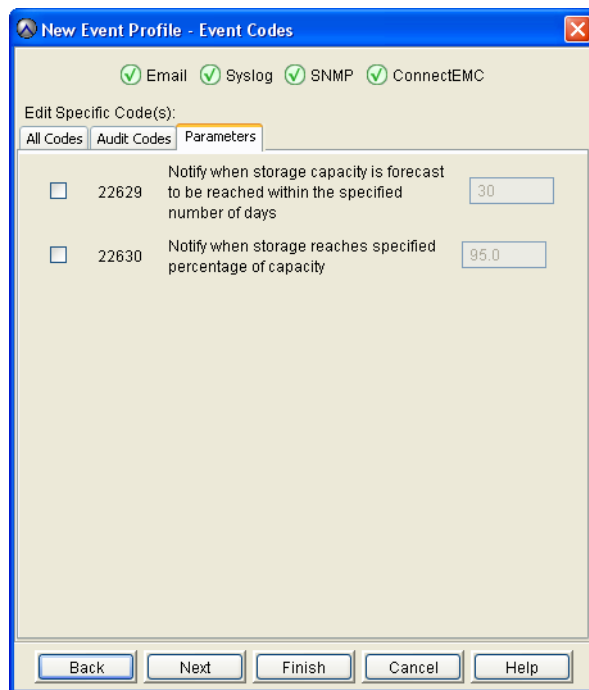 New Event Profile - Event Codes
Email Syslog SNMP ConnectEMC
Edit Specific Code(s):
All Codes Audit Codes Parameters
22629 Notify when storage capacity is forecast to be reached within the specified number of days 30
22630 Notify when storage reaches specified percentage of capacity 95.0
Back Next Finish Cancel Help